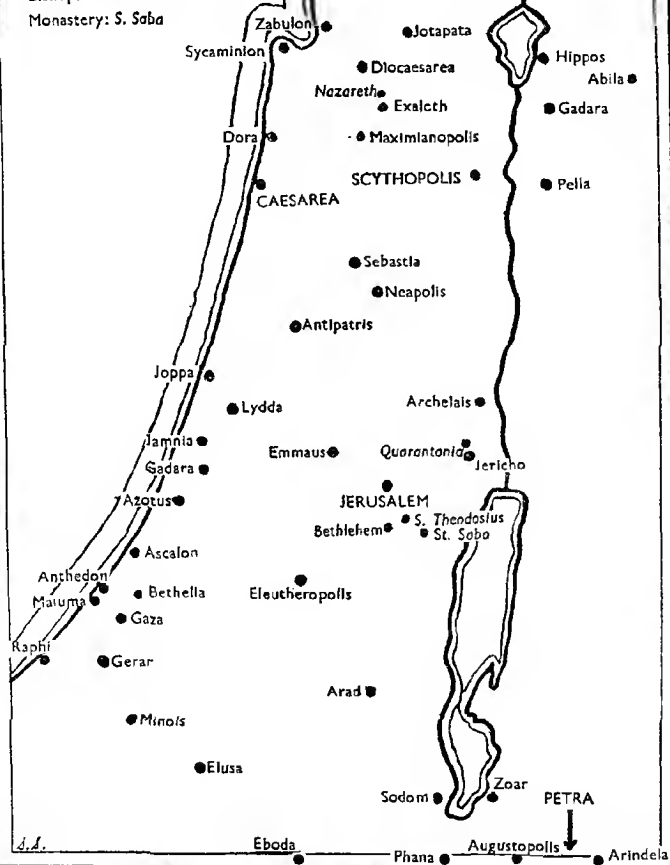 Monastery: S. Saba
Zabulon
Jotapata
Sycaminion
Hippos
Diocaesarea
Abila
Nazareth
Exaloth
Gadara
Dora
Maximianopolis
SCYTHOPOLIS
Pella
CAESAREA
Sebastia
Neapolis
Antipatris
Joppa
Lydda
Archelais
Jamnia
Emmaus
Quarantania
Gadara
Jericho
JERUSALEM
Azotus
S. Theodosius
Bethlehem
St. Saba
Ascalon
Anthedon
Bethelia
Eleutheropolis
Maiuma
Gaza
Raphi
Gerar
Arad
Minois
Elusa
Sodom
Zoar
PETRA
Eboda
Augustopolis
Phana
Arindela